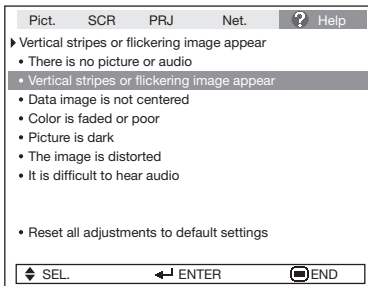 Pict. SCR PRJ Net. ? Help
Vertical stripes or flickering image appear
• There is no picture or audio
• Vertical stripes or flickering image appear
• Data image is not centered
• Color is faded or poor
• Picture is dark
• The image is distorted
• It is difficult to hear audio
• Reset all adjustments to default settings
SEL. ENTER END